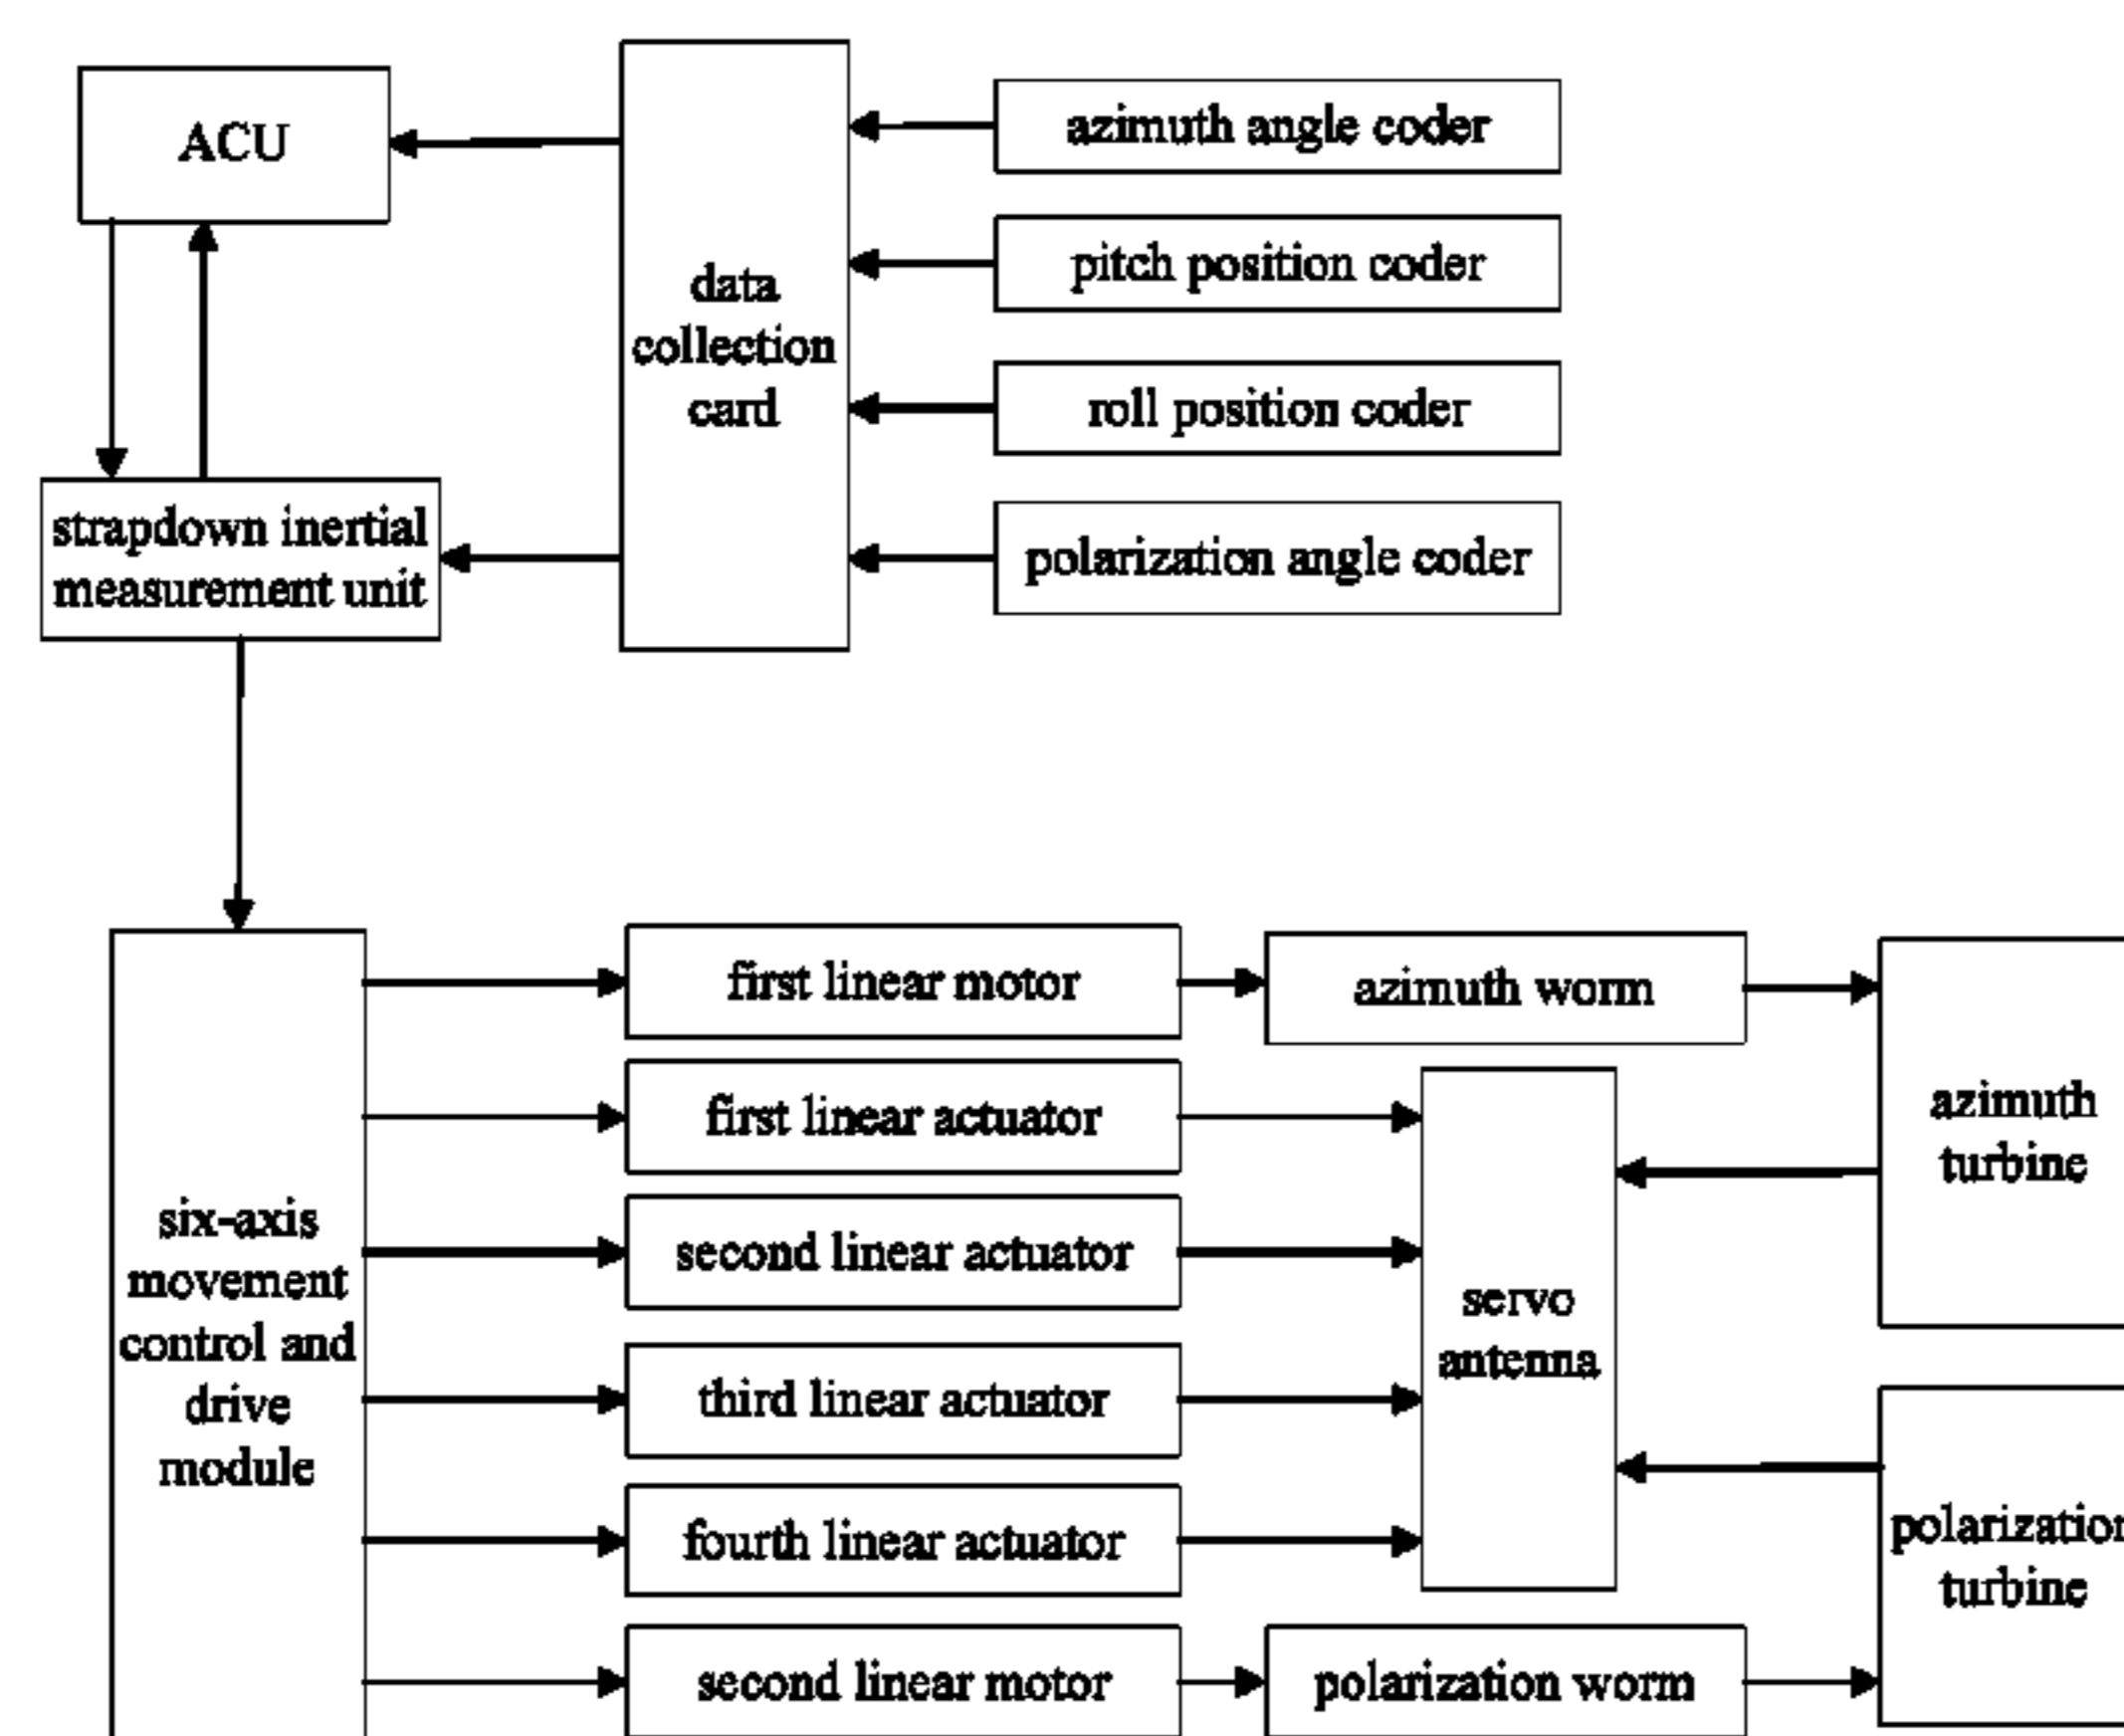 ACU
data
collection
card
azimuth angle coder
pitch position coder
roll position coder
polarization angle coder
strapdown inertial
measurement unit
six-axis
movement
control and
drive
module
first linear motor
first linear actuator
second linear actuator
third linear actuator
fourth linear actuator
second linear motor
azimuth worm
servo
antenna
polarization worm
azimuth
turbine
polarization
turbine